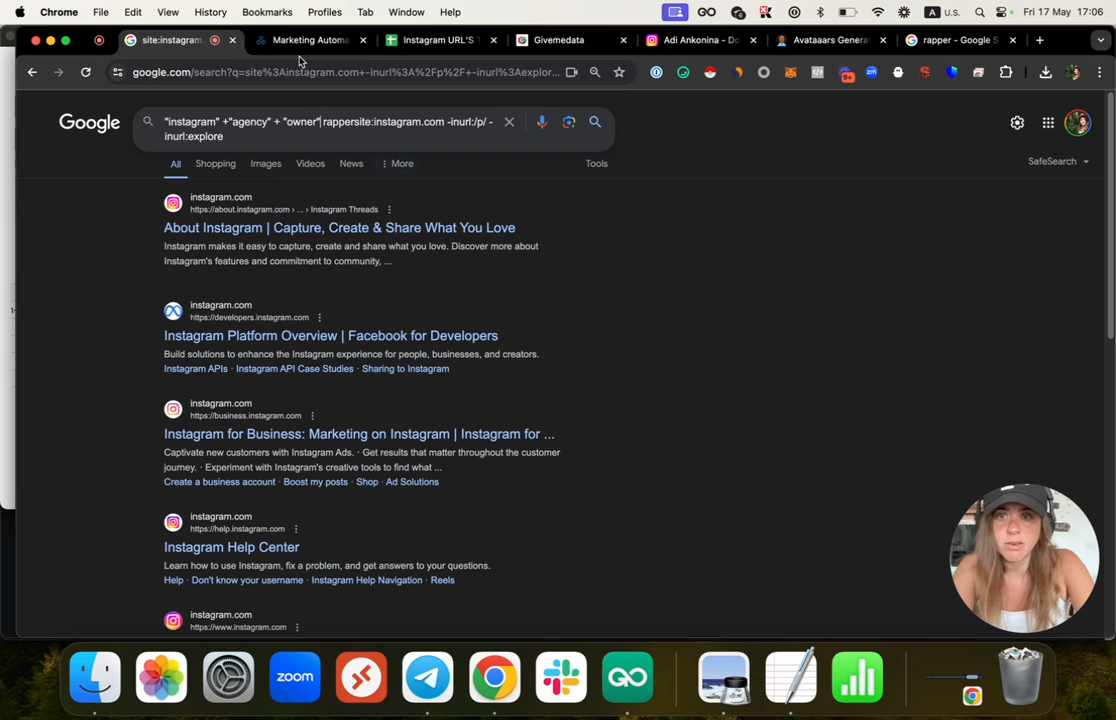 Chrome File Edit View History Bookmarks Profiles Tab Window Help
A U.S. Fri 17 May 17:06
site:instagram. Marketing Automa Instagram URL'S T Givemedata Adi Ankonina - Do Avataaars Genera rapper - Google S
google.com/search?q=site%3Ainstagram.com+-inurl%3A%2Fp%2F+-inurl%3Aexplor...
9+
zm
Google
"instagram" +"agency" + "owner" rappersite:instagram.com -inurl:/p/ -
inurl:explore
All Shopping Images Videos News More Tools
SafeSearch
instagram.com
https://about.instagram.com › ... › Instagram Threads
About Instagram | Capture, Create & Share What You Love
Instagram makes it easy to capture, create and share what you love. Discover more about
Instagram's features and commitment to community, ...
instagram.com
https://developers.instagram.com
Instagram Platform Overview | Facebook for Developers
Build solutions to enhance the Instagram experience for people, businesses, and creators.
Instagram APIs · Instagram API Case Studies · Sharing to Instagram
instagram.com
https://business.instagram.com
Instagram for Business: Marketing on Instagram | Instagram for ...
Captivate new customers with Instagram Ads. · Get results that matter throughout the customer
journey. · Experiment with Instagram's creative tools to find what ...
Create a business account · Boost my posts · Shop · Ad Solutions
instagram.com
https://help.instagram.com
Instagram Help Center
Learn how to use Instagram, fix a problem, and get answers to your questions.
Help · Don't know your username · Instagram Help Navigation · Reels
instagram.com
https://www.instagram.com
zoom